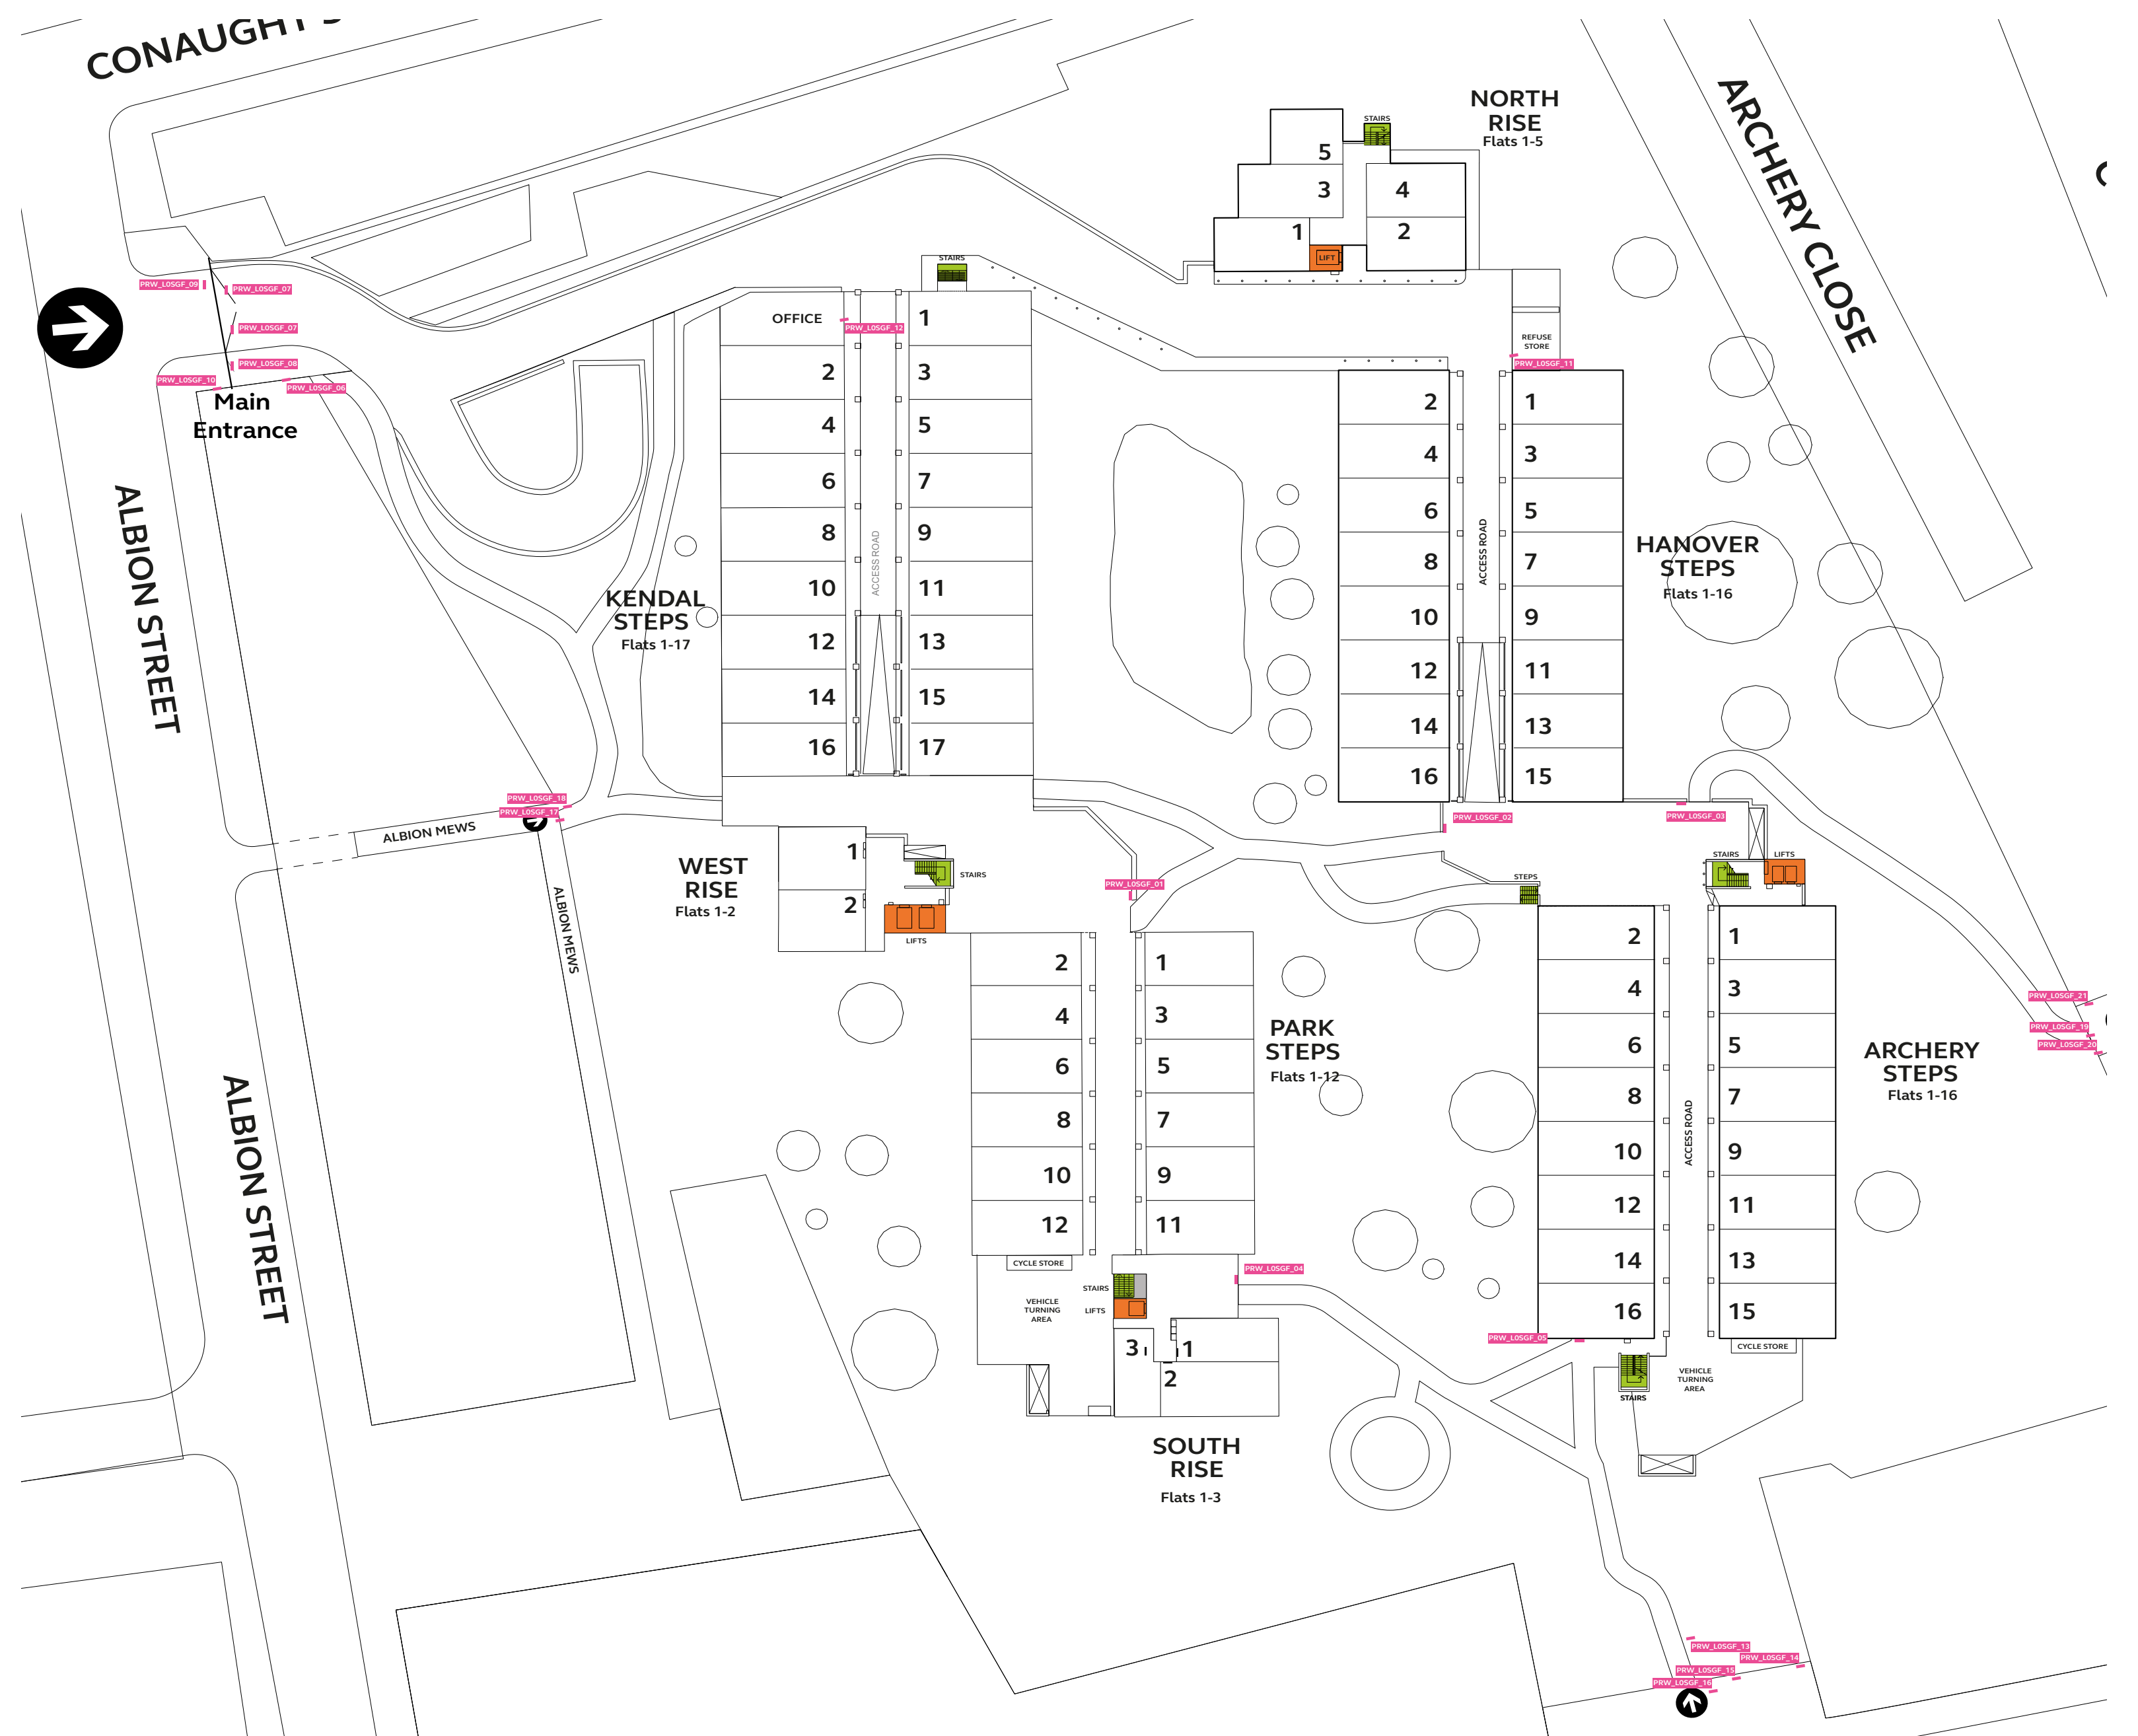 CONAUGHT S
NORTH
RISE
Flats 1-5
STAIRS
5
3
4
1
2
LIFT
ARCHERY CLOSE
PRW_L0SGF_09
PRW_L0SGF_07
PRW_L0SGF_07
PRW_L0SGF_08
PRW_L0SGF_10
PRW_L0SGF_06
Main
Entrance
STAIRS
OFFICE
PRW_L0SGF_12
1
2
3
4
5
6
7
8
9
10
11
12
13
14
15
16
17
ACCESS ROAD
KENDAL
STEPS
Flats 1-17
REFUSE
STORE
PRW_L0SGF_11
2
1
4
3
6
5
8
7
10
9
12
11
14
13
16
15
ACCESS ROAD
HANOVER
STEPS
Flats 1-16
ALBION STREET
PRW_L0SGF_18
PRW_L0SGF_17
ALBION MEWS
ALBION MEWS
PRW_L0SGF_02
PRW_L0SGF_03
WEST
RISE
Flats 1-2
1
2
STAIRS
LIFTS
PRW_L0SGF_01
STEPS
STAIRS
LIFTS
2
1
4
3
6
5
8
7
10
9
12
11
PARK
STEPS
Flats 1-12
2
1
4
3
6
5
8
7
10
9
12
11
14
13
16
15
ACCESS ROAD
ARCHERY
STEPS
Flats 1-16
PRW_L0SGF_21
PRW_L0SGF_19
PRW_L0SGF_20
ALBION STREET
CYCLE STORE
STAIRS
LIFTS
VEHICLE
TURNING
AREA
PRW_L0SGF_04
3
1
2
SOUTH
RISE
Flats 1-3
PRW_L0SGF_05
CYCLE STORE
STAIRS
VEHICLE
TURNING
AREA
PRW_L0SGF_13
PRW_L0SGF_14
PRW_L0SGF_15
PRW_L0SGF_16